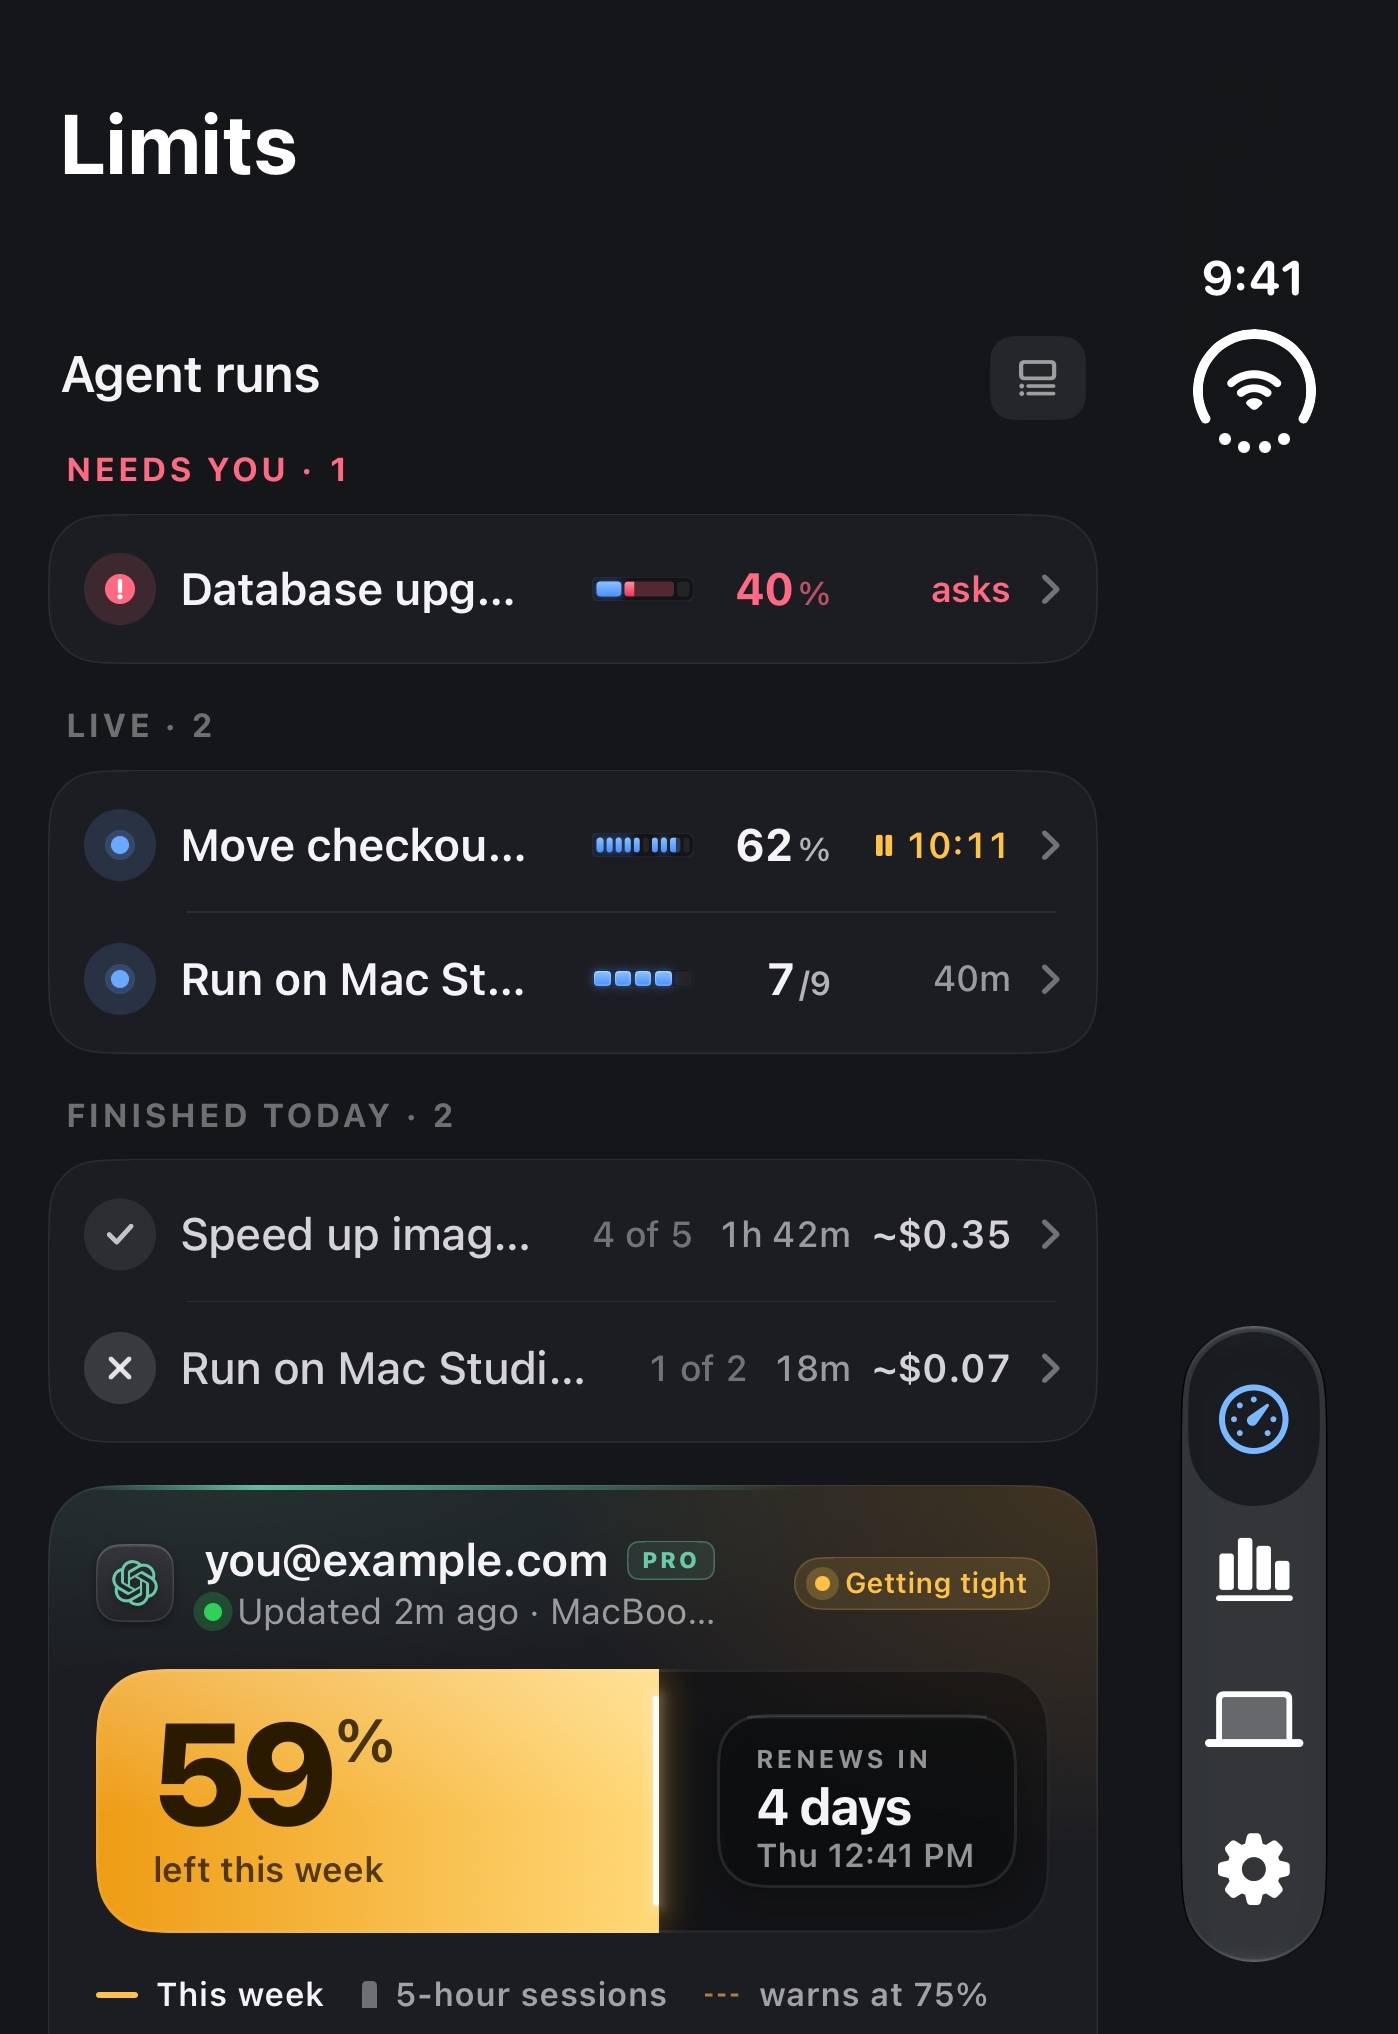 Limits
9:41
Agent runs
NEEDS YOU · 1
Database upg... 40% asks
LIVE · 2
Move checkou... 62% 10:11
Run on Mac St... 7/9 40m
FINISHED TODAY · 2
Speed up imag... 4 of 5 1h 42m ~$0.35
Run on Mac Studi... 1 of 2 18m ~$0.07
you@example.com PRO
Getting tight
Updated 2m ago · MacBoo...
59%
left this week
RENEWS IN
4 days
Thu 12:41 PM
This week 5-hour sessions warns at 75%